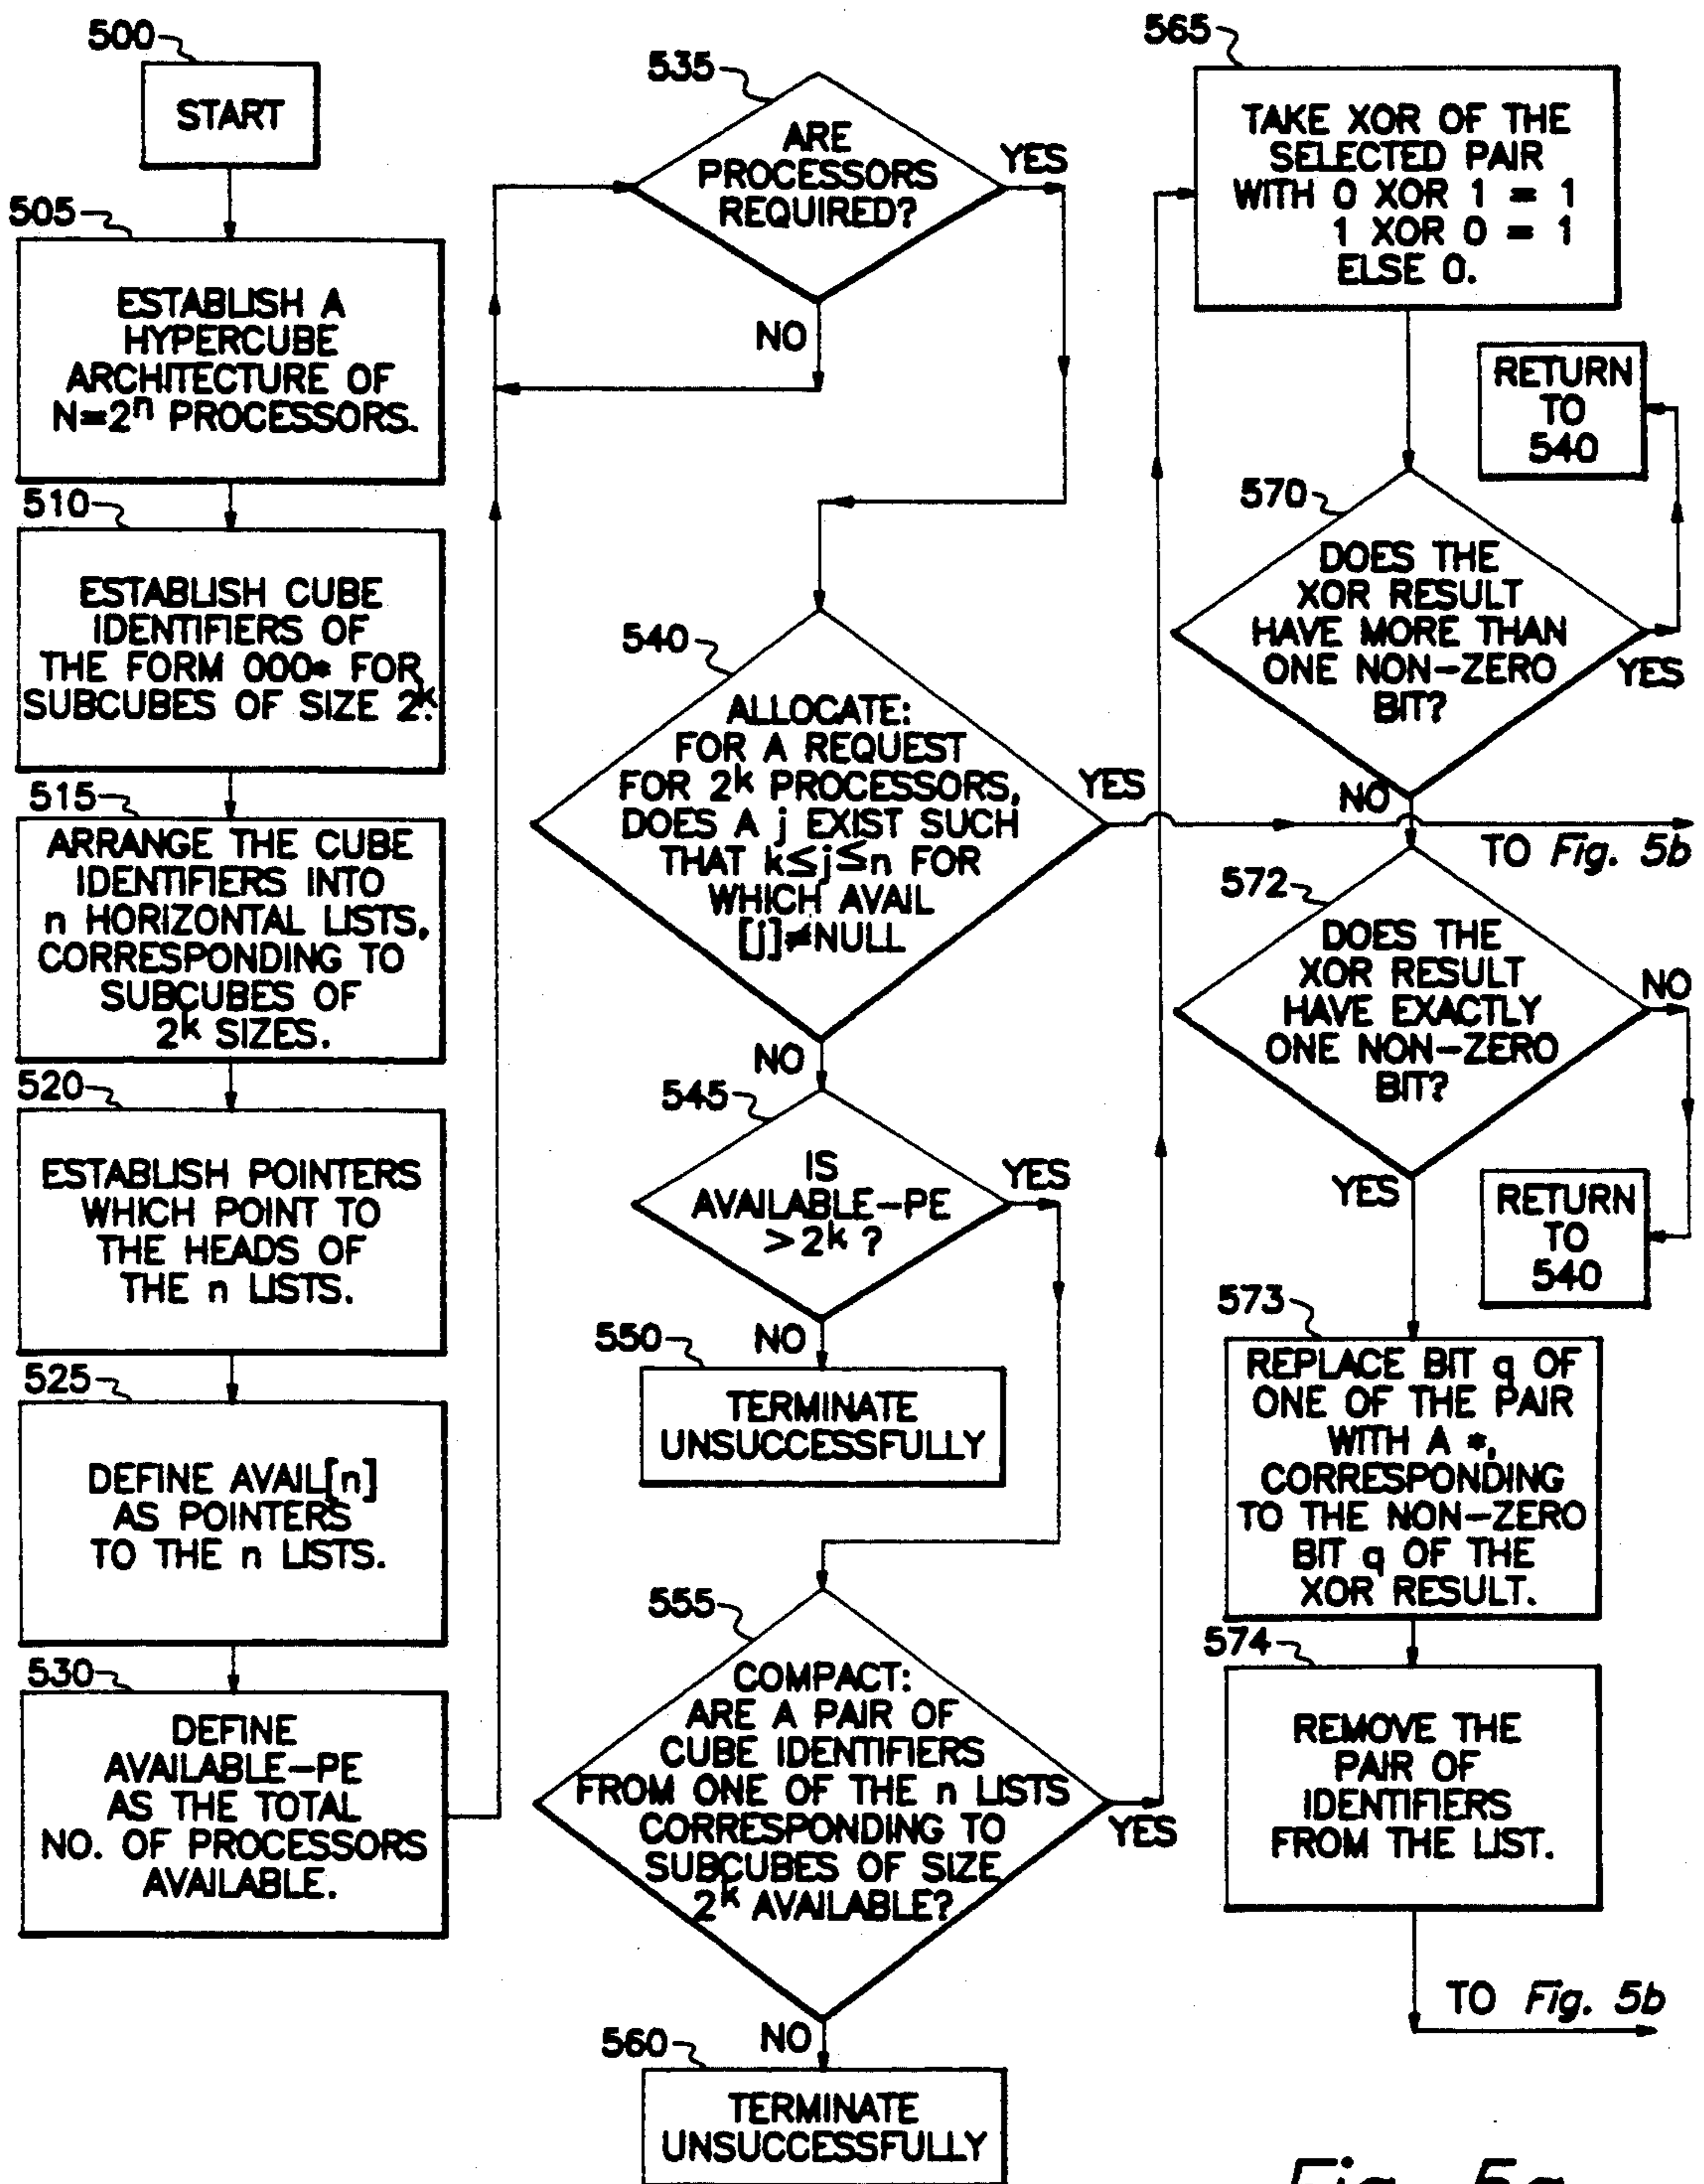 500
START
505
ESTABLISH A
HYPERCUBE
ARCHITECTURE OF
N=2ⁿ PROCESSORS.
510
ESTABLISH CUBE
IDENTIFIERS OF
THE FORM 000* FOR
SUBCUBES OF SIZE 2ᵏ.
515
ARRANGE THE CUBE
IDENTIFIERS INTO
n HORIZONTAL LISTS,
CORRESPONDING TO
SUBCUBES OF
2ᵏ SIZES.
520
ESTABLISH POINTERS
WHICH POINT TO
THE HEADS OF
THE n LISTS.
525
DEFINE AVAIL[n]
AS POINTERS
TO THE n LISTS.
530
DEFINE
AVAILABLE-PE
AS THE TOTAL
NO. OF PROCESSORS
AVAILABLE.
535
ARE
PROCESSORS
REQUIRED?
YES
NO
540
ALLOCATE:
FOR A REQUEST
FOR 2ᵏ PROCESSORS,
DOES A j EXIST SUCH
THAT k≤j≤n FOR
WHICH AVAIL
[j]≠NULL
YES
TO Fig. 5b
NO
545
IS
AVAILABLE-PE
>2ᵏ ?
YES
NO
550
TERMINATE
UNSUCCESSFULLY
555
COMPACT:
ARE A PAIR OF
CUBE IDENTIFIERS
FROM ONE OF THE n LISTS
CORRESPONDING TO
SUBCUBES OF SIZE
2ᵏ AVAILABLE?
YES
NO
560
TERMINATE
UNSUCCESSFULLY
565
TAKE XOR OF THE
SELECTED PAIR
WITH 0 XOR 1 = 1
1 XOR 0 = 1
ELSE 0.
RETURN
TO
540
570
DOES THE
XOR RESULT
HAVE MORE THAN
ONE NON-ZERO
BIT?
YES
NO
572
DOES THE
XOR RESULT
HAVE EXACTLY
ONE NON-ZERO
BIT?
NO
YES
RETURN
TO
540
573
REPLACE BIT q OF
ONE OF THE PAIR
WITH A *,
CORRESPONDING
TO THE NON-ZERO
BIT q OF THE
XOR RESULT.
574
REMOVE THE
PAIR OF
IDENTIFIERS
FROM THE LIST.
TO Fig. 5b
Fig. 5a